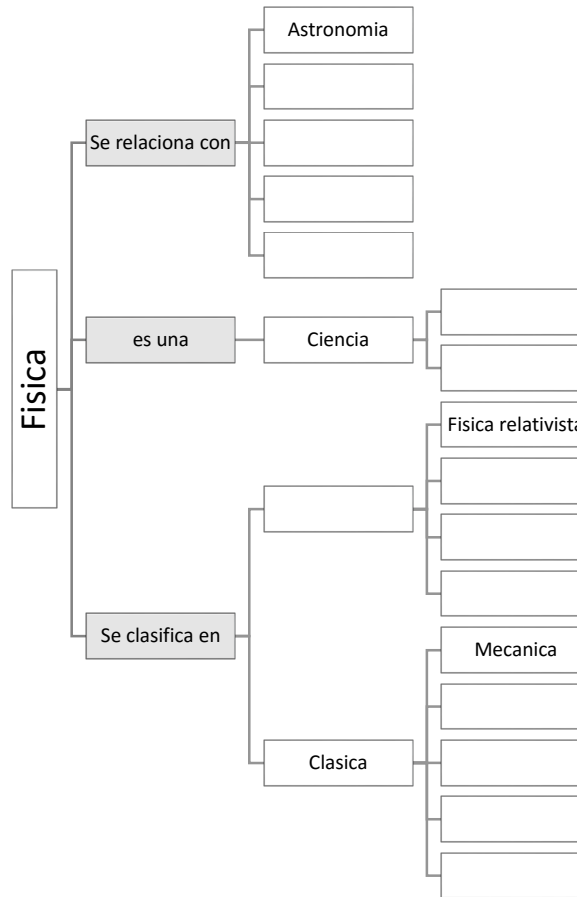 Astronomia
Se relaciona con
Fisica
es una
Ciencia
Fisica relativista
Se clasifica en
Mecanica
Clasica